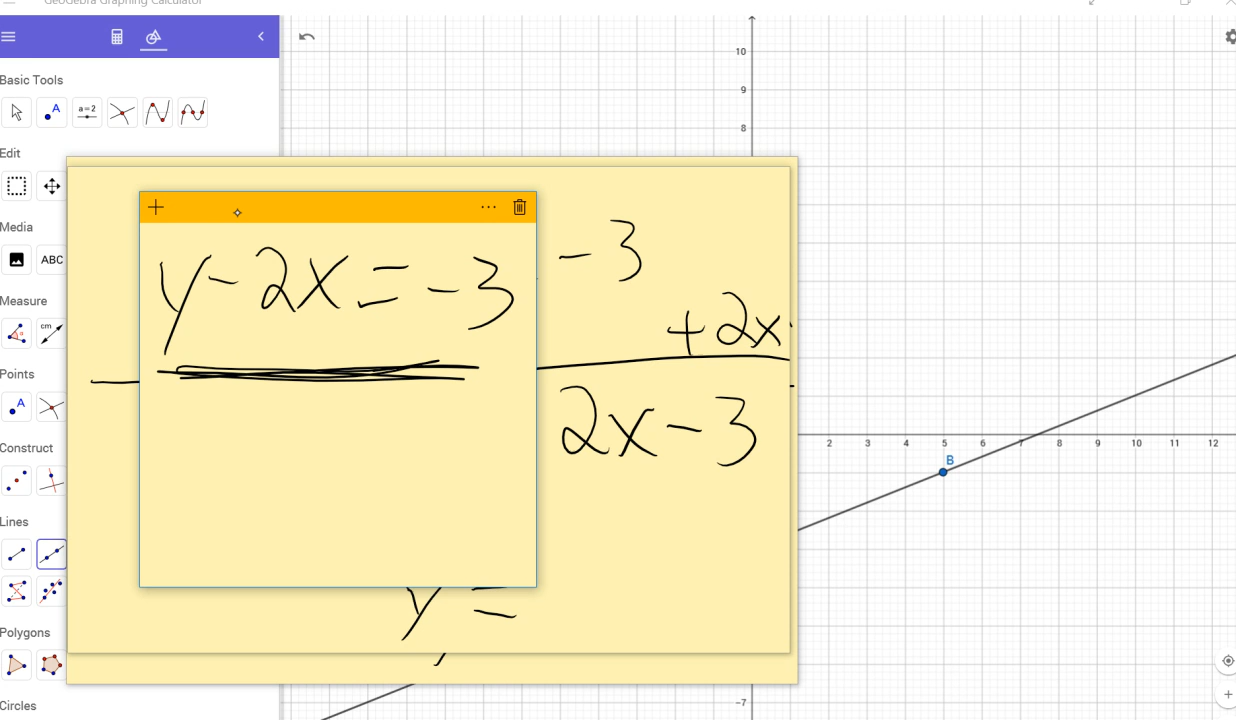 GeoGebra Graphing Calculator
Basic Tools
A
a=2
Edit
Media
ABC
Measure
cm
Points
A
Construct
Lines
Polygons
Circles
y-2x=-3
-3
+2x
2x-3
y=
10
9
8
2 3 4 5 6 7 8 9 10 11 12
B
-7